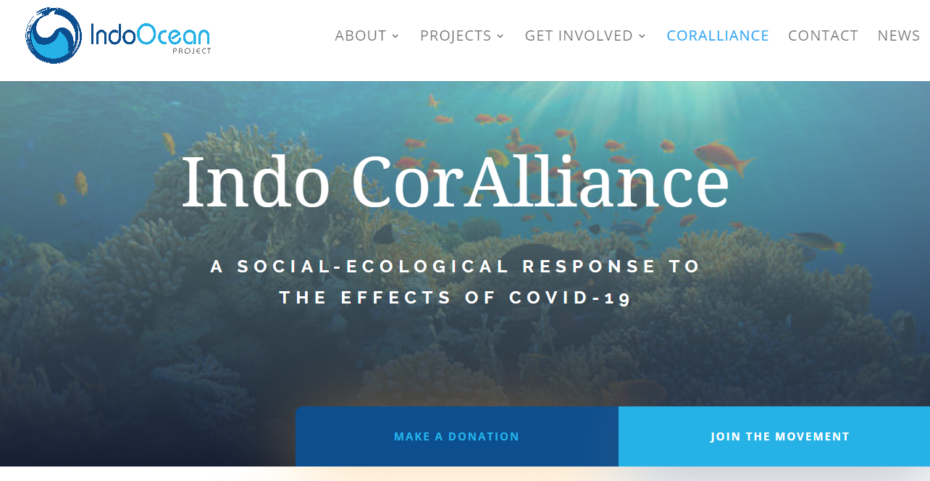 IndoOcean
PROJECT
ABOUT PROJECTS GET INVOLVED CORALLIANCE CONTACT NEWS
Indo CorAlliance
A SOCIAL-ECOLOGICAL RESPONSE TO
THE EFFECTS OF COVID-19
MAKE A DONATION JOIN THE MOVEMENT